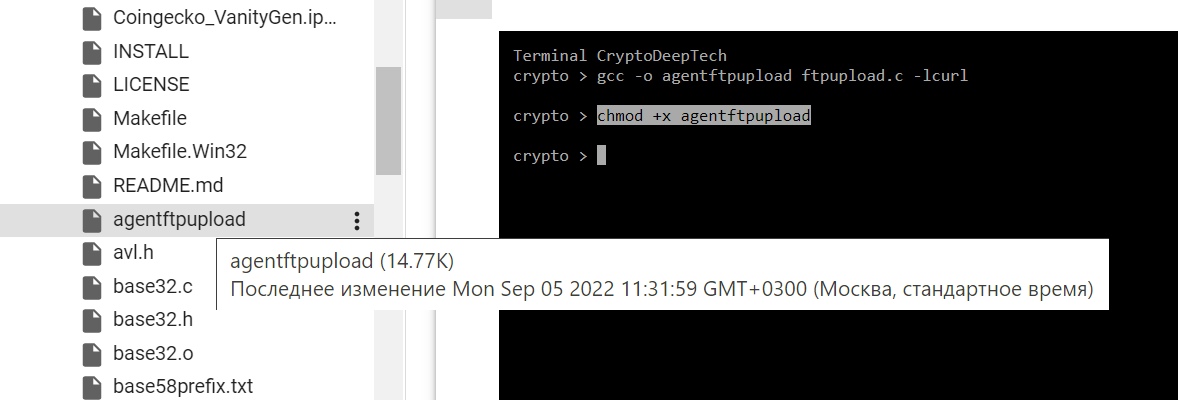 Coingecko_VanityGen.ip...
INSTALL
LICENSE
Makefile
Makefile.Win32
README.md
agentftpupload
avl.h
base32.c
base32.h
base32.o
base58prefix.txt
agentftpupload (14.77K)
Последнее изменение Mon Sep 05 2022 11:31:59 GMT+0300 (Москва, стандартное время)
Terminal CryptoDeepTech
crypto > gcc -o agentftpupload ftpupload.c -lcurl
crypto > chmod +x agentftpupload
crypto >